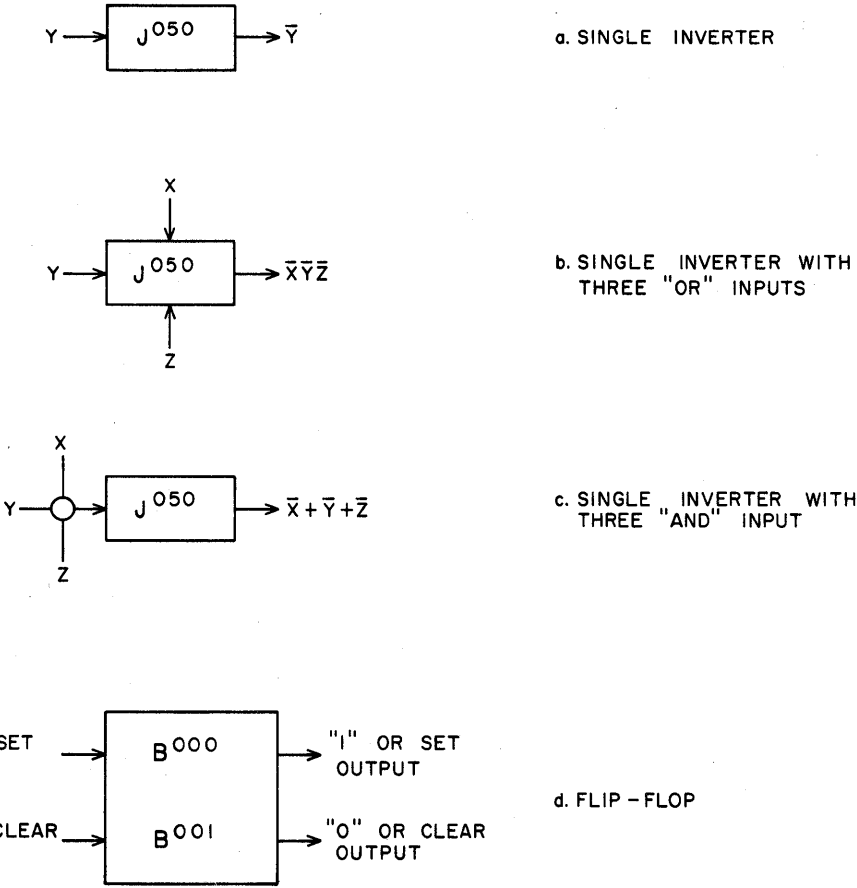 Y J⁰⁵⁰ Ȳ a. SINGLE INVERTER
X
Y J⁰⁵⁰ X̄ȲZ̄ b. SINGLE INVERTER WITH
THREE "OR" INPUTS
Z
X
Y J⁰⁵⁰ X̄ + Ȳ + Z̄ c. SINGLE INVERTER WITH
THREE "AND" INPUT
Z
SET B⁰⁰⁰ "1" OR SET
OUTPUT
d. FLIP-FLOP
CLEAR B⁰⁰¹ "0" OR CLEAR
OUTPUT